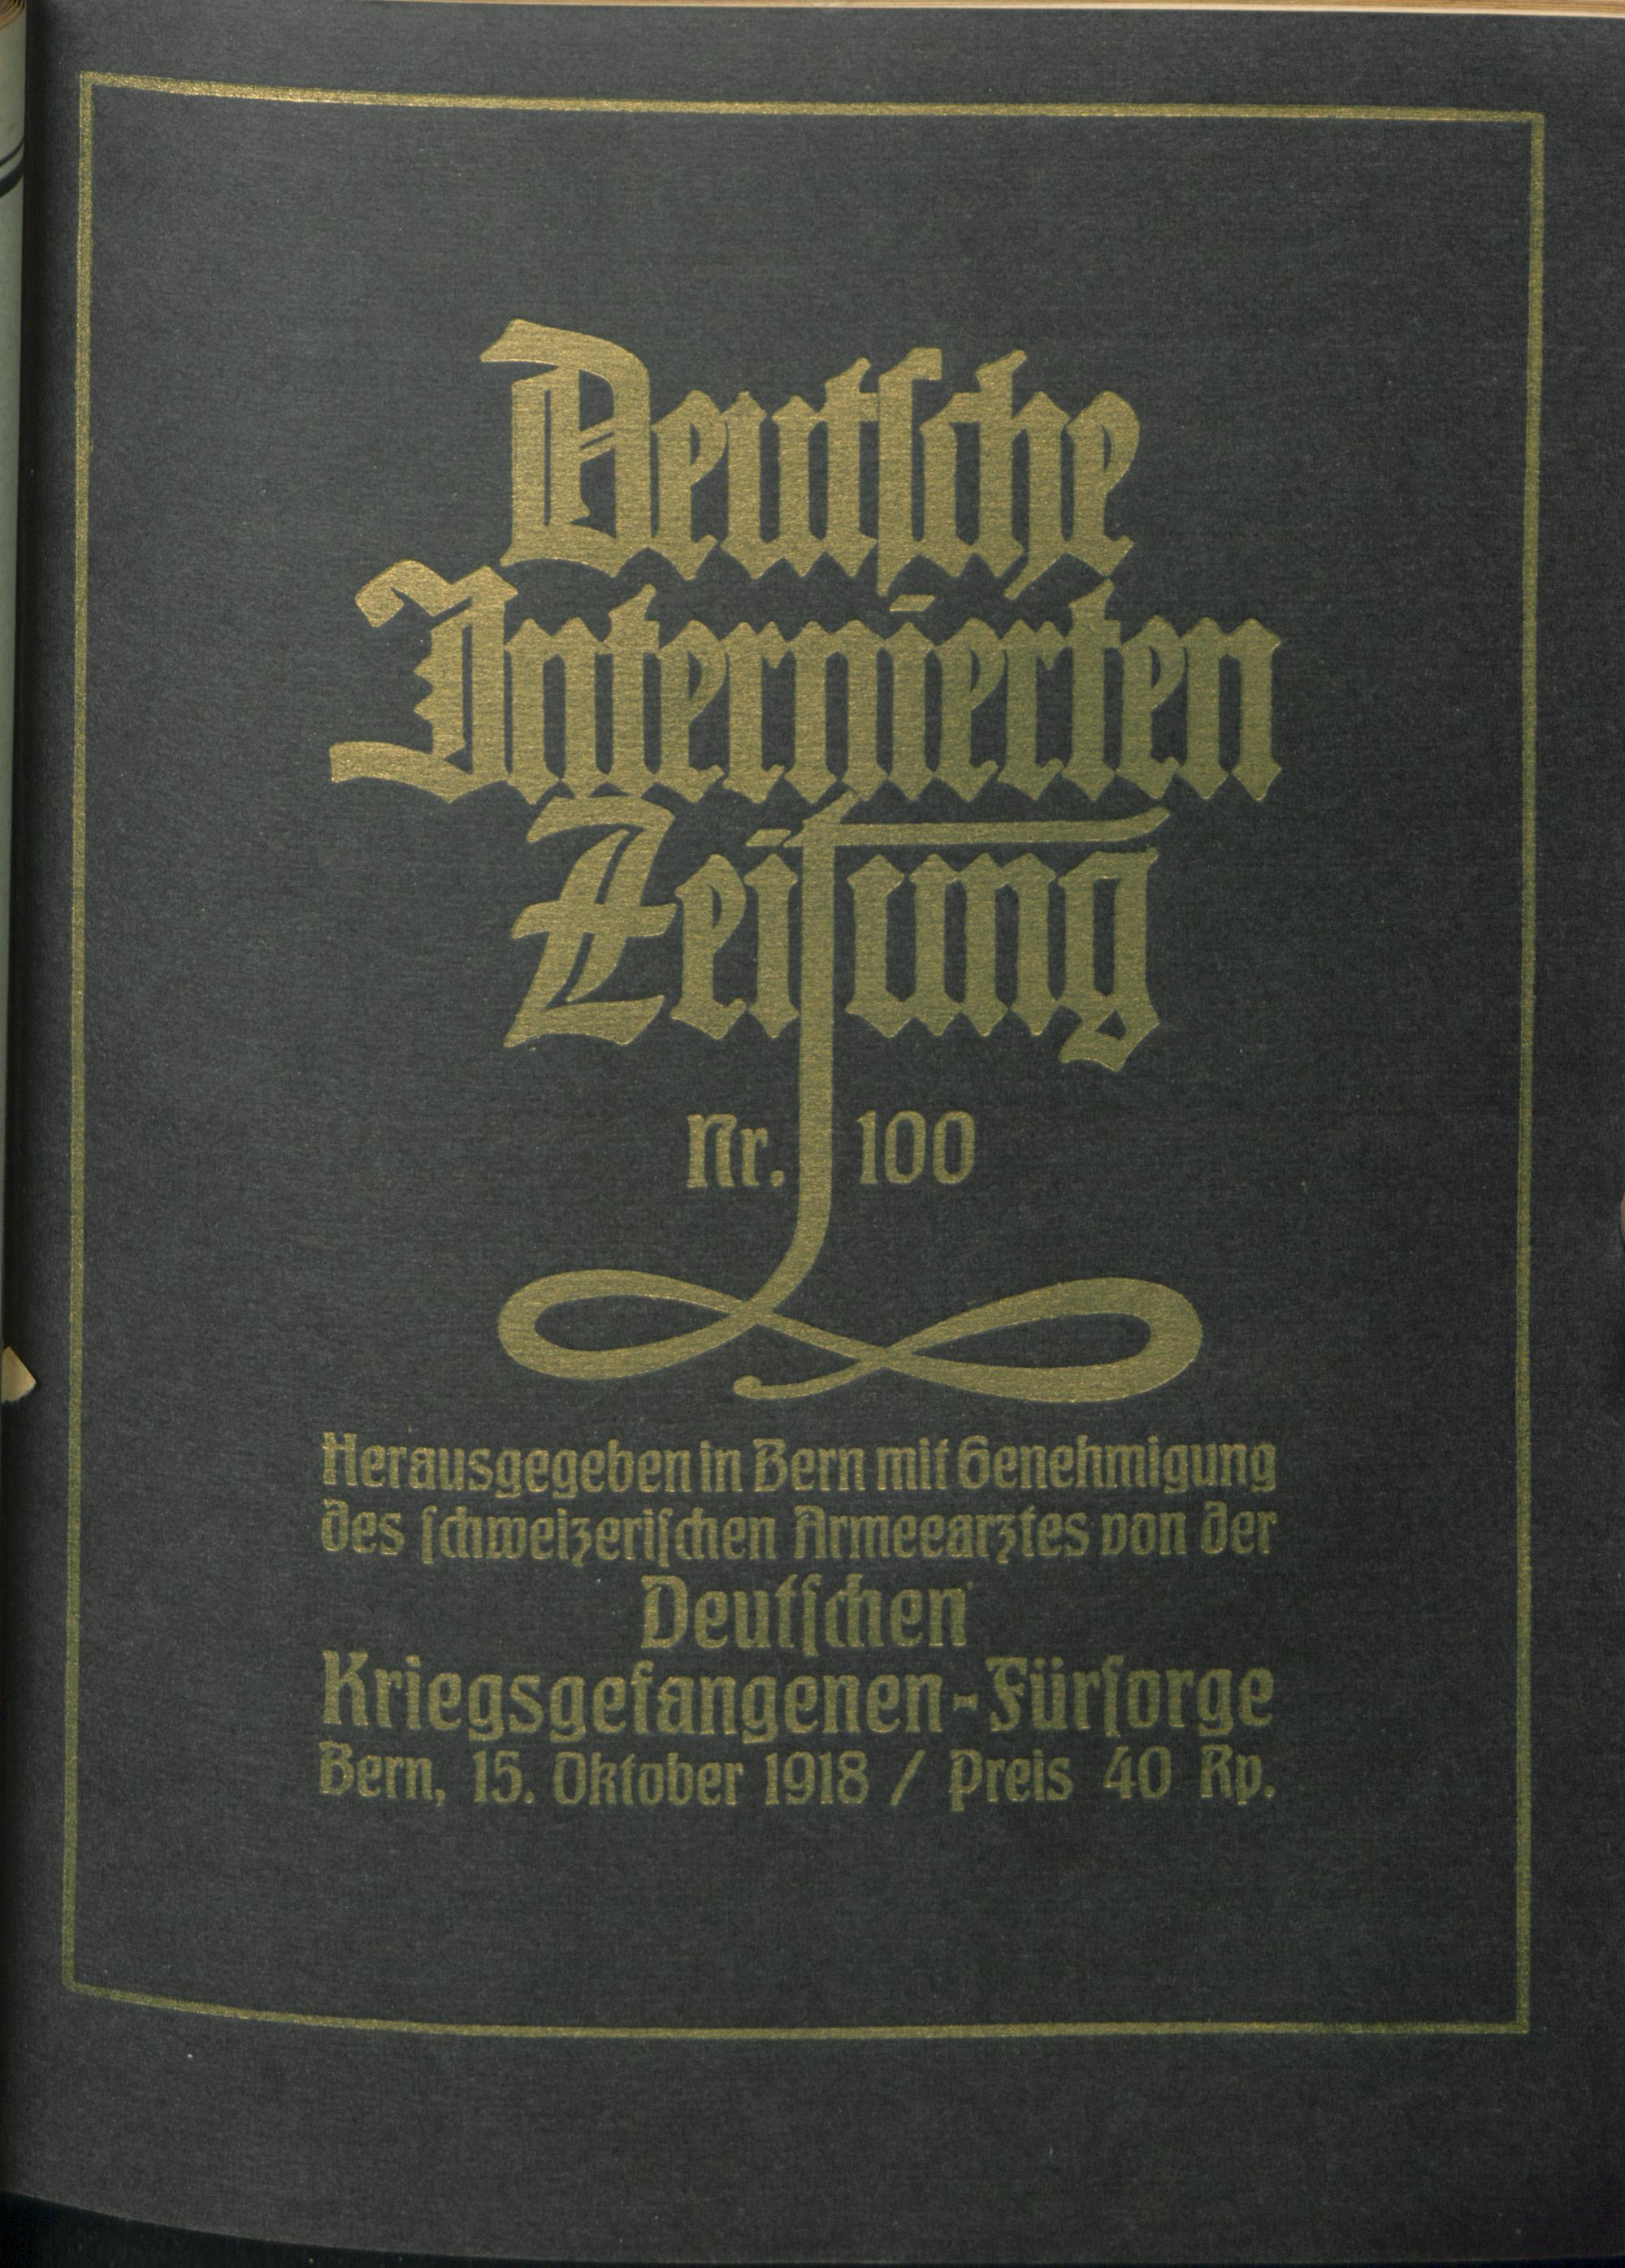 Deutſche
Internierten
Zeitung
Nr. 100
Herausgegeben in Bern mit Genehmigung
des ſchweizeriſchen Armeearztes von der
Deutſchen
Kriegsgefangenen-Fürſorge
Bern, 15. Oktober 1918 / Preis 40 Rp.